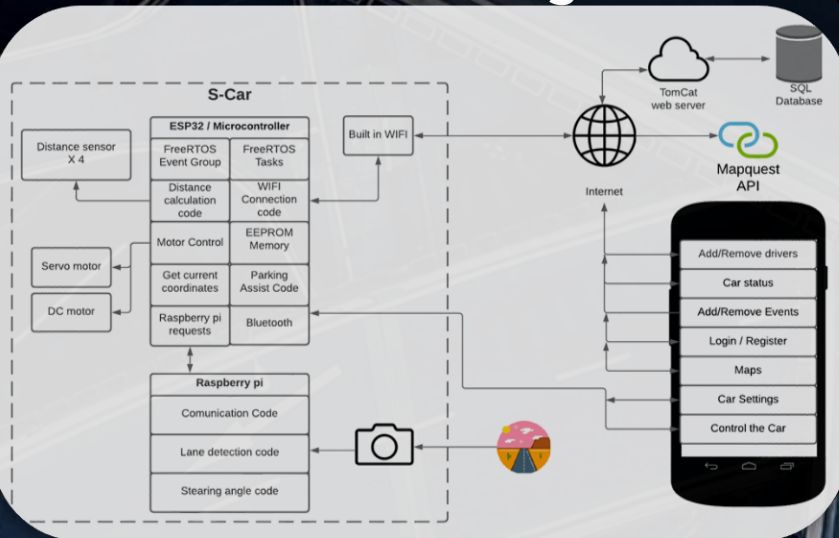 S-Car
ESP32 / Microcontroller
Distance sensor
X 4
FreeRTOS
Event Group
FreeRTOS
Tasks
Distance
calculation
code
WIFI
Connection
code
Motor Control
EEPROM
Memory
Get current
coordinates
Parking
Assist Code
Raspberry pi
requests
Bluetooth
Servo motor
DC motor
Built in WIFI
Raspberry pi
Comunication Code
Lane detection code
Stearing angle code
TomCat
web server
SQL
Database
Internet
Mapquest
API
Add/Remove drivers
Car status
Add/Remove Events
Login / Register
Maps
Car Settings
Control the Car